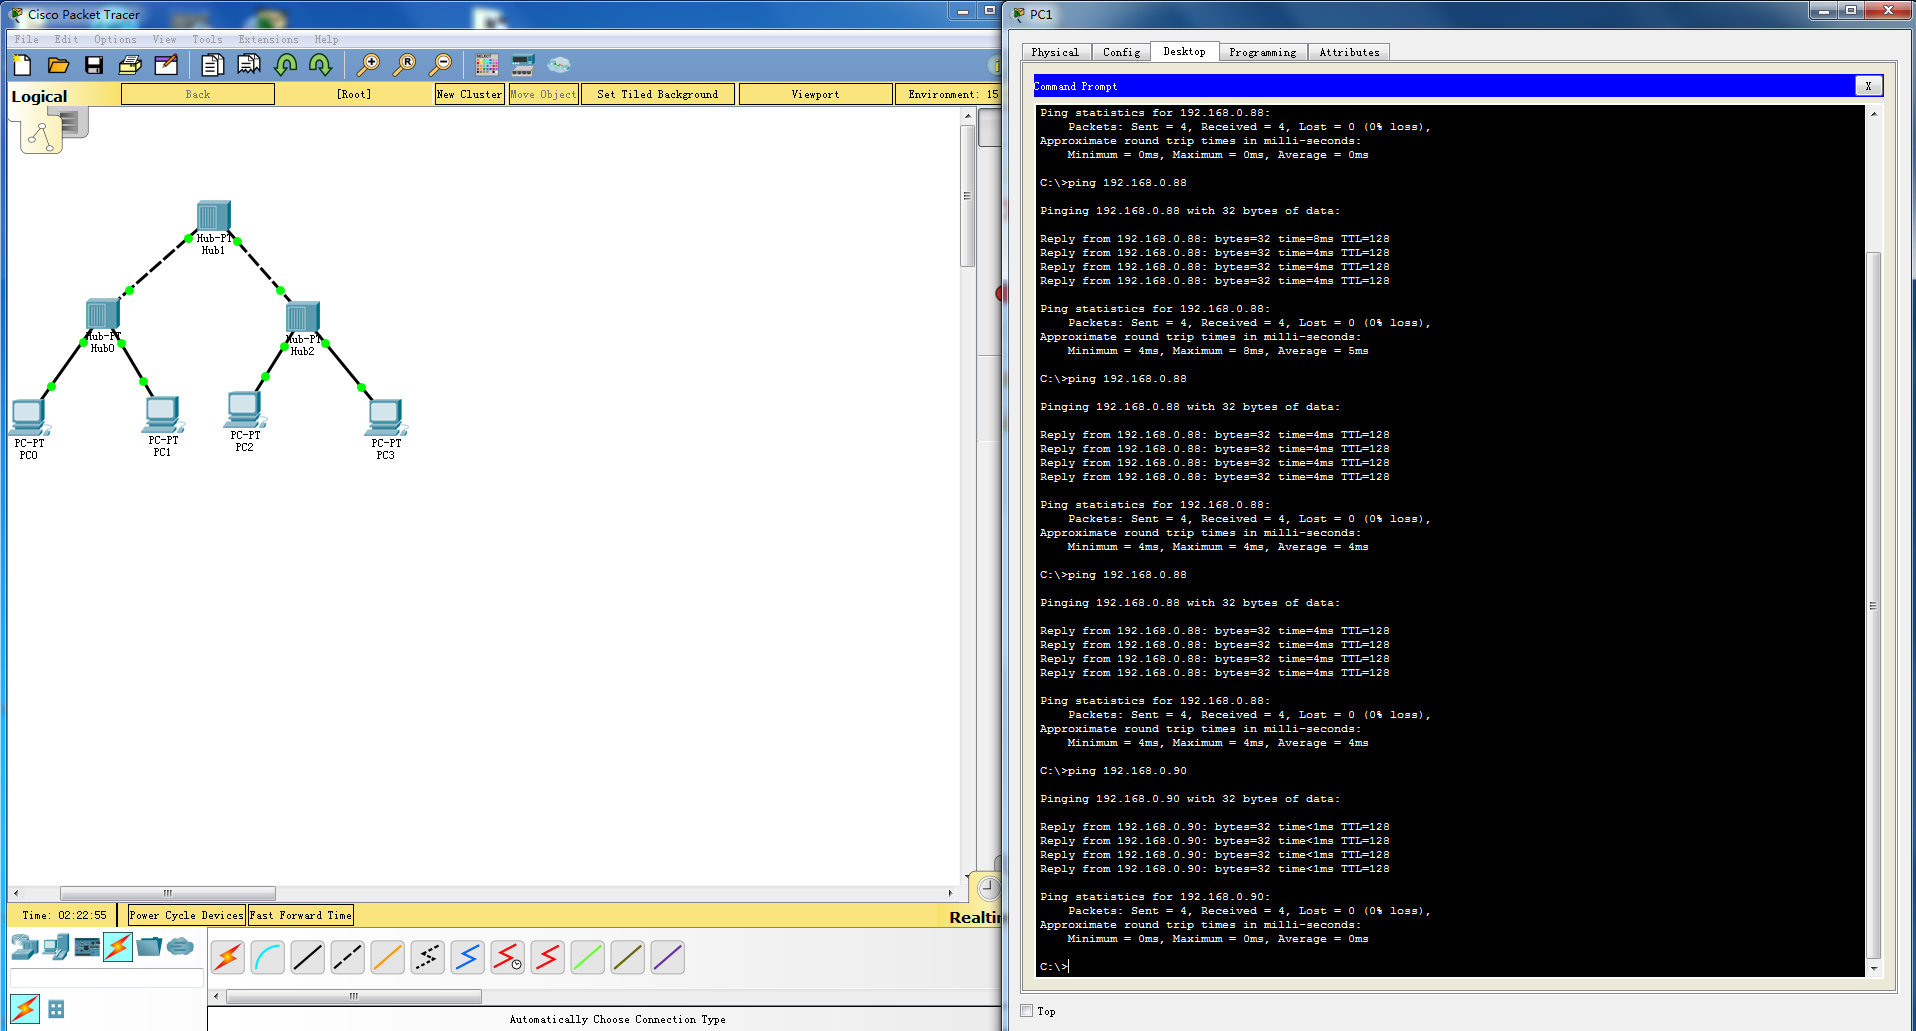 Cisco Packet Tracer
File Edit Options View Tools Extensions Help
Logical
Back
[Root]
New Cluster
Move Object
Set Tiled Background
Viewport
Environment: 15
Hub-PT
Hub1
Hub-PT
Hub0
Hub-PT
Hub2
PC-PT
PC0
PC-PT
PC1
PC-PT
PC2
PC-PT
PC3
Time: 02:22:55
Power Cycle Devices
Fast Forward Time
Realtim
Automatically Choose Connection Type
PC1
Physical
Config
Desktop
Programming
Attributes
Command Prompt
X
Ping statistics for 192.168.0.88:
Packets: Sent = 4, Received = 4, Lost = 0 (0% loss),
Approximate round trip times in milli-seconds:
Minimum = 0ms, Maximum = 0ms, Average = 0ms
C:\>ping 192.168.0.88
Pinging 192.168.0.88 with 32 bytes of data:
Reply from 192.168.0.88: bytes=32 time=8ms TTL=128
Reply from 192.168.0.88: bytes=32 time=4ms TTL=128
Reply from 192.168.0.88: bytes=32 time=4ms TTL=128
Reply from 192.168.0.88: bytes=32 time=4ms TTL=128
Ping statistics for 192.168.0.88:
Packets: Sent = 4, Received = 4, Lost = 0 (0% loss),
Approximate round trip times in milli-seconds:
Minimum = 4ms, Maximum = 8ms, Average = 5ms
C:\>ping 192.168.0.88
Pinging 192.168.0.88 with 32 bytes of data:
Reply from 192.168.0.88: bytes=32 time=4ms TTL=128
Reply from 192.168.0.88: bytes=32 time=4ms TTL=128
Reply from 192.168.0.88: bytes=32 time=4ms TTL=128
Reply from 192.168.0.88: bytes=32 time=4ms TTL=128
Ping statistics for 192.168.0.88:
Packets: Sent = 4, Received = 4, Lost = 0 (0% loss),
Approximate round trip times in milli-seconds:
Minimum = 4ms, Maximum = 4ms, Average = 4ms
C:\>ping 192.168.0.88
Pinging 192.168.0.88 with 32 bytes of data:
Reply from 192.168.0.88: bytes=32 time=4ms TTL=128
Reply from 192.168.0.88: bytes=32 time=4ms TTL=128
Reply from 192.168.0.88: bytes=32 time=4ms TTL=128
Reply from 192.168.0.88: bytes=32 time=4ms TTL=128
Ping statistics for 192.168.0.88:
Packets: Sent = 4, Received = 4, Lost = 0 (0% loss),
Approximate round trip times in milli-seconds:
Minimum = 4ms, Maximum = 4ms, Average = 4ms
C:\>ping 192.168.0.90
Pinging 192.168.0.90 with 32 bytes of data:
Reply from 192.168.0.90: bytes=32 time<1ms TTL=128
Reply from 192.168.0.90: bytes=32 time<1ms TTL=128
Reply from 192.168.0.90: bytes=32 time<1ms TTL=128
Reply from 192.168.0.90: bytes=32 time<1ms TTL=128
Ping statistics for 192.168.0.90:
Packets: Sent = 4, Received = 4, Lost = 0 (0% loss),
Approximate round trip times in milli-seconds:
Minimum = 0ms, Maximum = 0ms, Average = 0ms
C:\>
Top